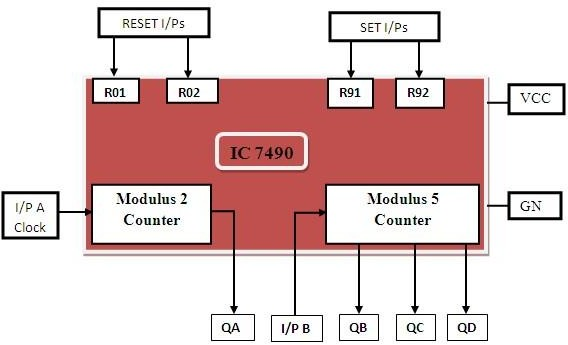 RESET I/Ps
SET I/Ps
R01
R02
R91
R92
VCC
IC 7490
I/P A
Clock
Modulus 2
Counter
Modulus 5
Counter
GN
QA
I/P B
QB
QC
QD